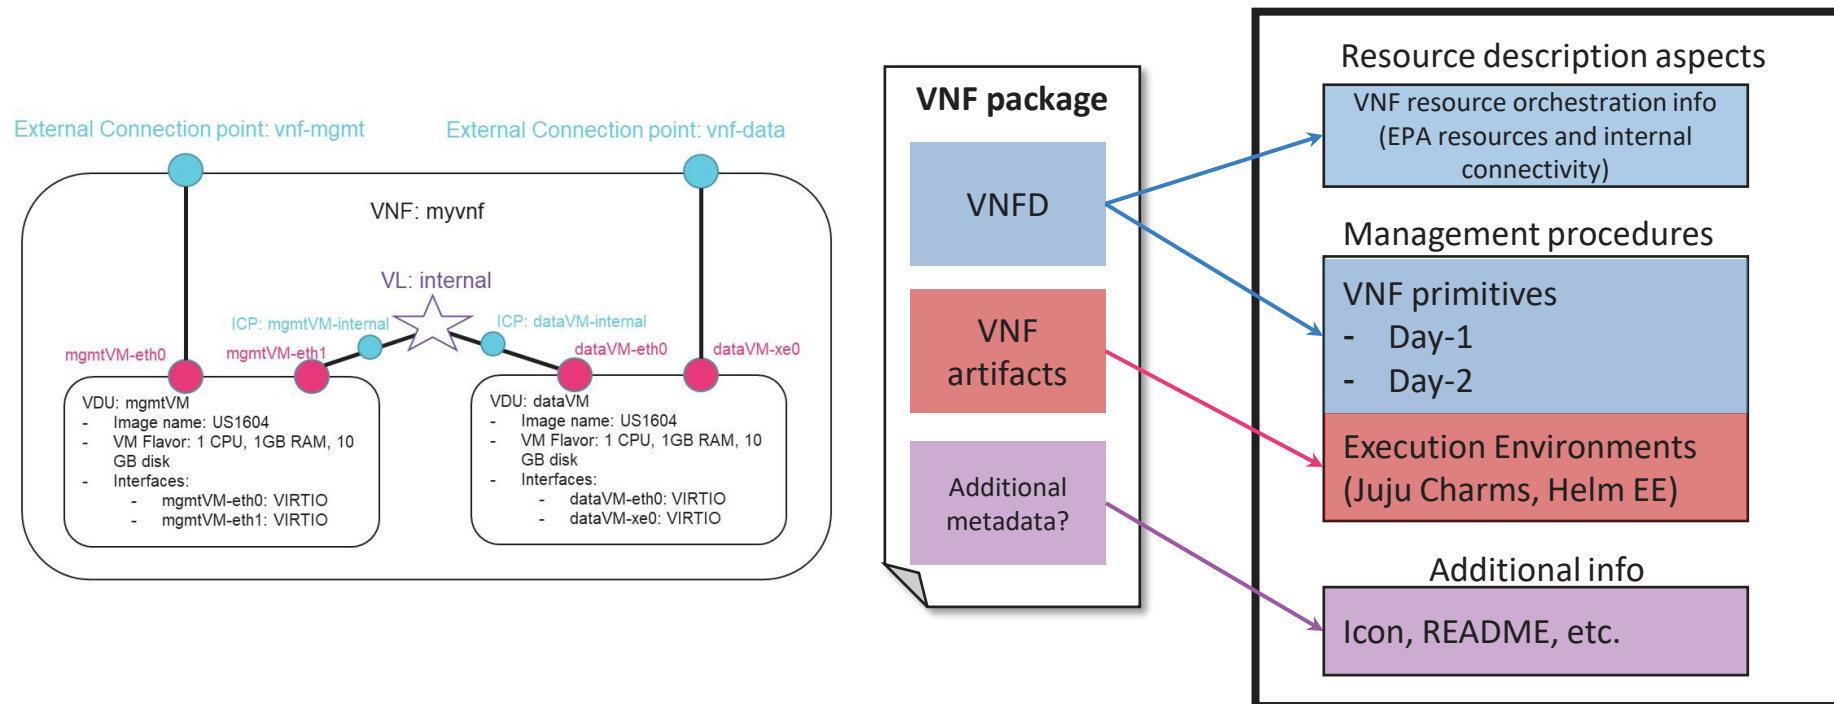 External Connection point: vnf-mgmt
External Connection point: vnf-data
VNF: myvnf
VL: internal
ICP: mgmtVM-internal
ICP: dataVM-internal
mgmtVM-eth0
mgmtVM-eth1
dataVM-eth0
dataVM-xe0
VDU: mgmtVM
- Image name: US1604
- VM Flavor: 1 CPU, 1GB RAM, 10
GB disk
- Interfaces:
- mgmtVM-eth0: VIRTIO
- mgmtVM-eth1: VIRTIO
VDU: dataVM
- Image name: US1604
- VM Flavor: 1 CPU, 1GB RAM, 10
GB disk
- Interfaces:
- dataVM-eth0: VIRTIO
- dataVM-xe0: VIRTIO
VNF package
VNFD
VNF
artifacts
Additional
metadata?
Resource description aspects
VNF resource orchestration info
(EPA resources and internal
connectivity)
Management procedures
VNF primitives
- Day-1
- Day-2
Execution Environments
(Juju Charms, Helm EE)
Additional info
Icon, README, etc.